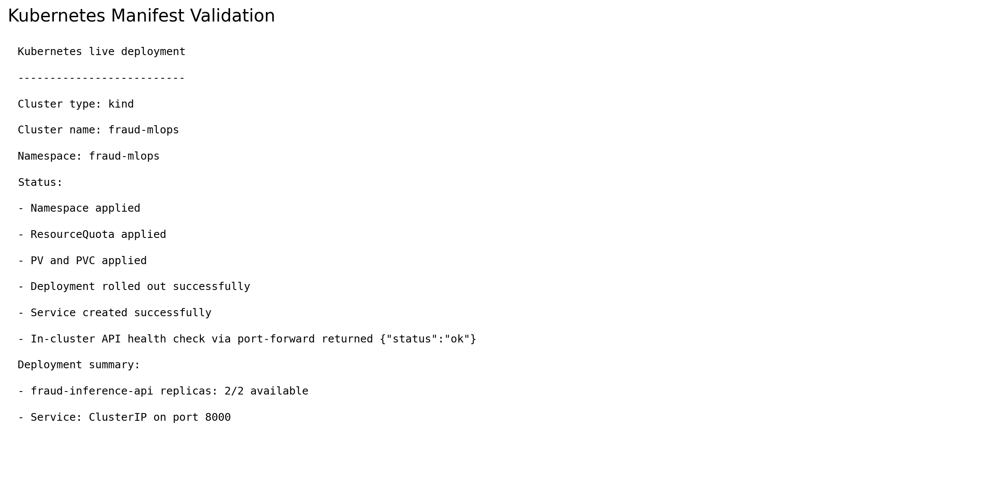 Kubernetes Manifest Validation
Kubernetes live deployment
--------------------------
Cluster type: kind
Cluster name: fraud-mlops
Namespace: fraud-mlops
Status:
- Namespace applied
- ResourceQuota applied
- PV and PVC applied
- Deployment rolled out successfully
- Service created successfully
- In-cluster API health check via port-forward returned {"status":"ok"}
Deployment summary:
- fraud-inference-api replicas: 2/2 available
- Service: ClusterIP on port 8000